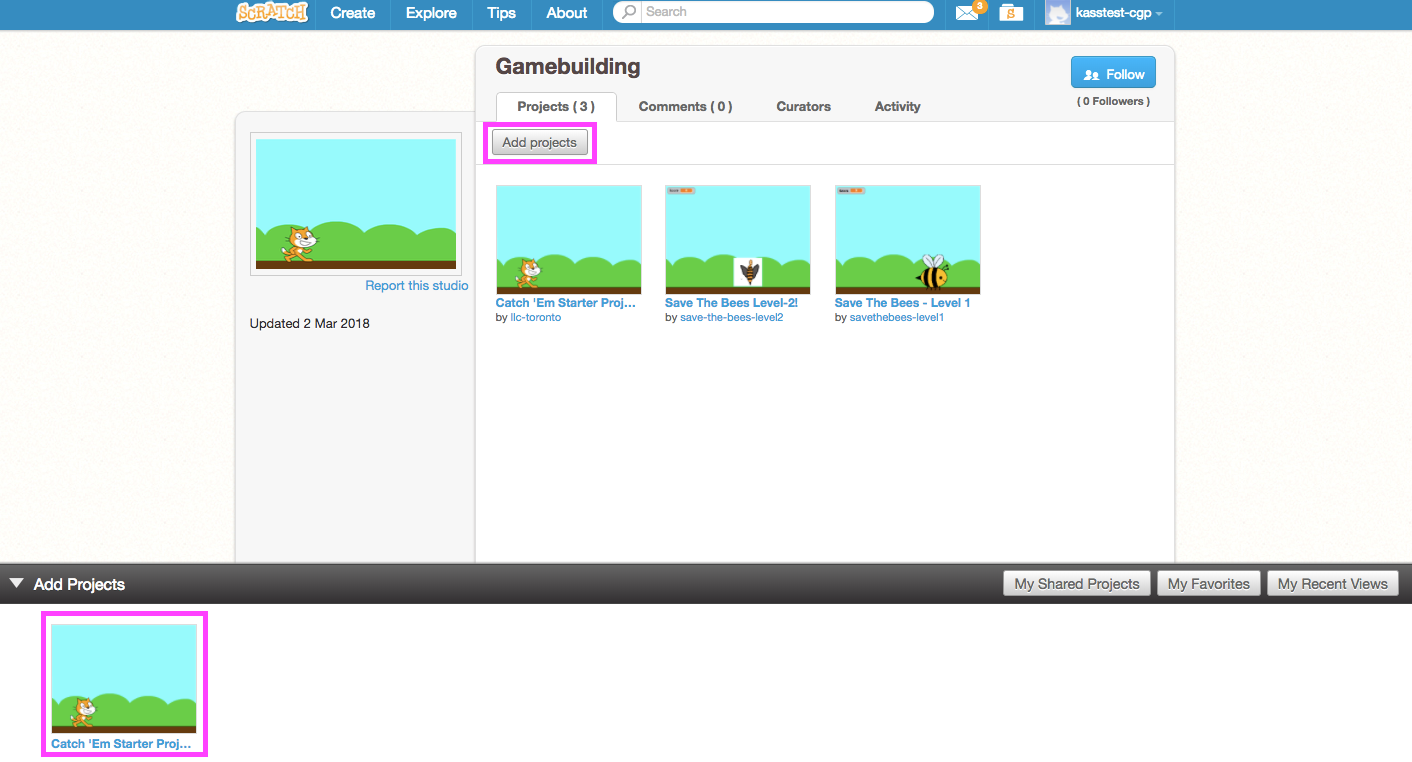 SCRATCH Create Explore Tips About Search 3 S kasstest-cgp
Gamebuilding
Follow
( 0 Followers )
Projects ( 3 ) Comments ( 0 ) Curators Activity
Add projects
Catch 'Em Starter Proj... Save The Bees Level-2! Save The Bees - Level 1
by llc-toronto by save-the-bees-level2 by savethebees-level1
Report this studio
Updated 2 Mar 2018
Add Projects My Shared Projects My Favorites My Recent Views
Catch 'Em Starter Proj...